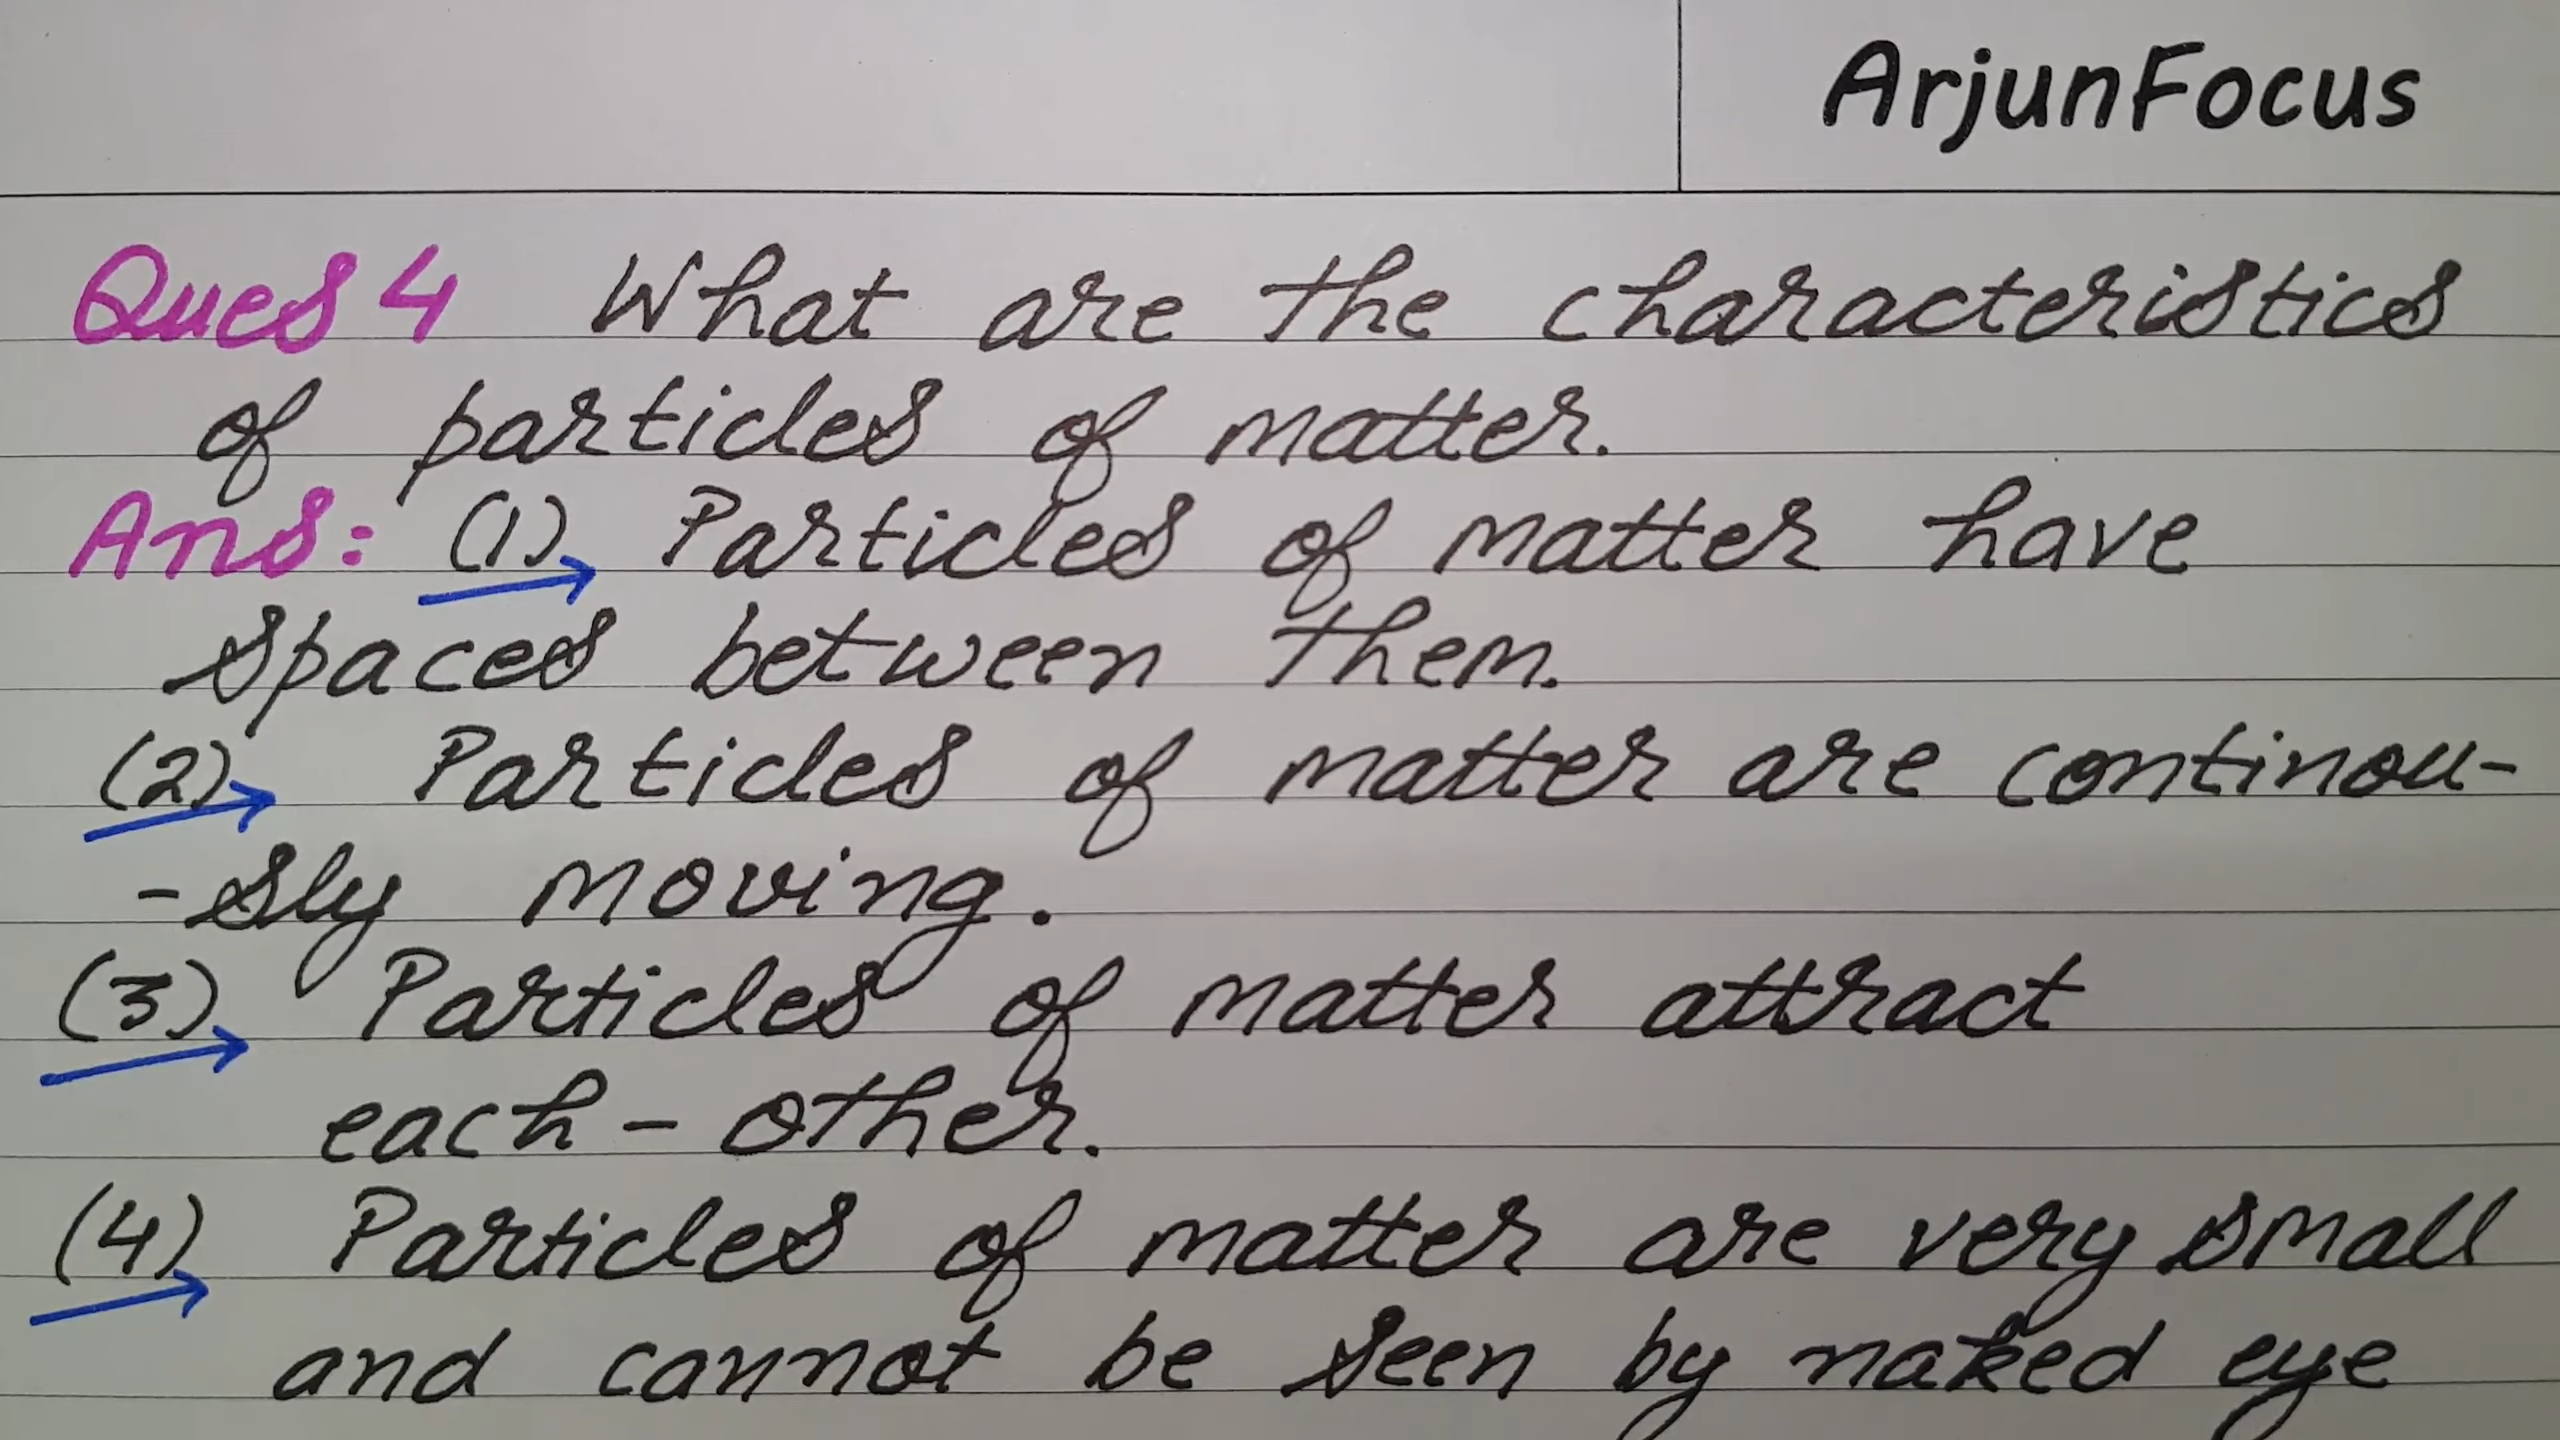 ArjunFocus
Ques 4 What are the characteristics
of particles of matter.
Ans: (1) Particles of matter have
spaces between them.
(2) Particles of matter are continou-
-sly moving.
(3) Particles of matter attract
each-other.
(4) Particles of matter are very small
and cannot be seen by naked eye